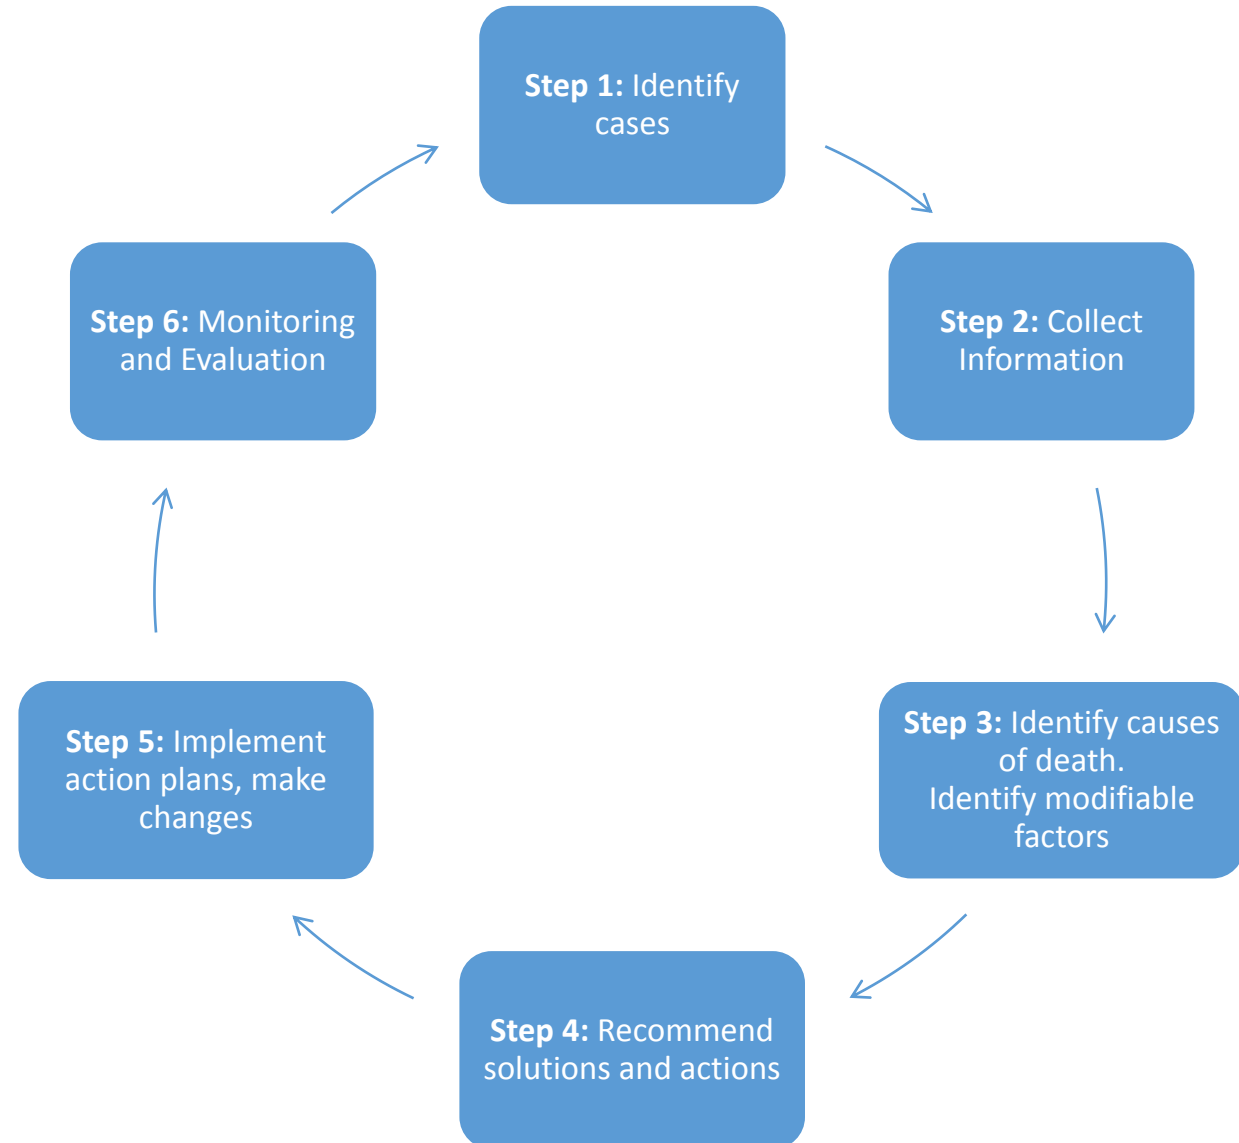 Step 1: Identify
cases
Step 2: Collect
Information
Step 3: Identify causes
of death.
Identify modifiable
factors
Step 4: Recommend
solutions and actions
Step 5: Implement
action plans, make
changes
Step 6: Monitoring
and Evaluation